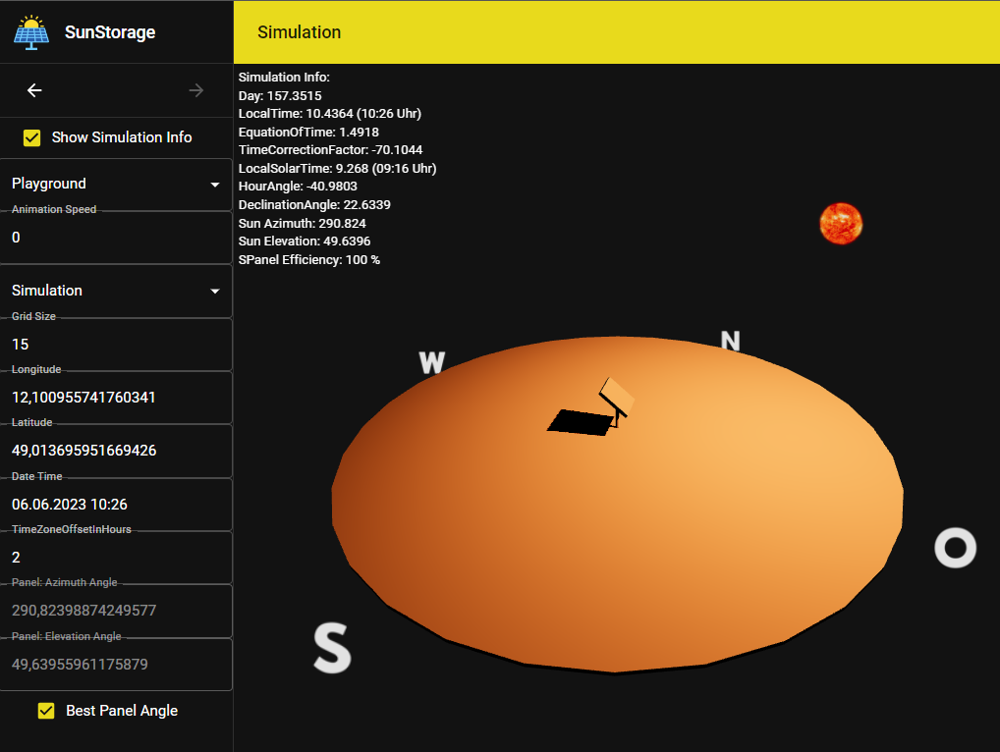 SunStorage
Simulation
Show Simulation Info
Playground
Animation Speed
0
Simulation
Grid Size
15
Longitude
12,100955741760341
Latitude
49,013695951669426
Date Time
06.06.2023 10:26
TimeZoneOffsetInHours
2
Panel: Azimuth Angle
290,82398874249577
Panel: Elevation Angle
49,63955961175879
Best Panel Angle
Simulation Info:
Day: 157.3515
LocalTime: 10.4364 (10:26 Uhr)
EquationOfTime: 1.4918
TimeCorrectionFactor: -70.1044
LocalSolarTime: 9.268 (09:16 Uhr)
HourAngle: -40.9803
DeclinationAngle: 22.6339
Sun Azimuth: 290.824
Sun Elevation: 49.6396
SPanel Efficiency: 100 %
N
W
O
S